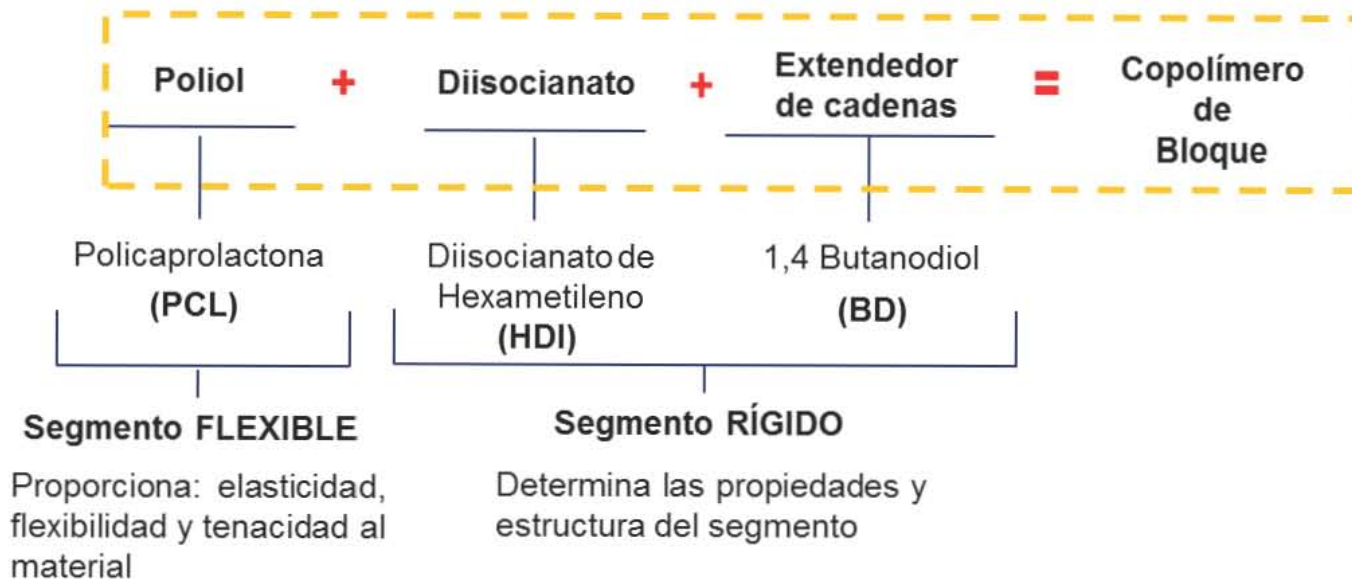 Poliol + Diisocianato + Extendedor de cadenas = Copolímero de Bloque
Policaprolactona
(PCL)
Diisocianato de
Hexametileno
(HDI)
1,4 Butanodiol
(BD)
Segmento FLEXIBLE
Proporciona: elasticidad,
flexibilidad y tenacidad al
material
Segmento RÍGIDO
Determina las propiedades y
estructura del segmento